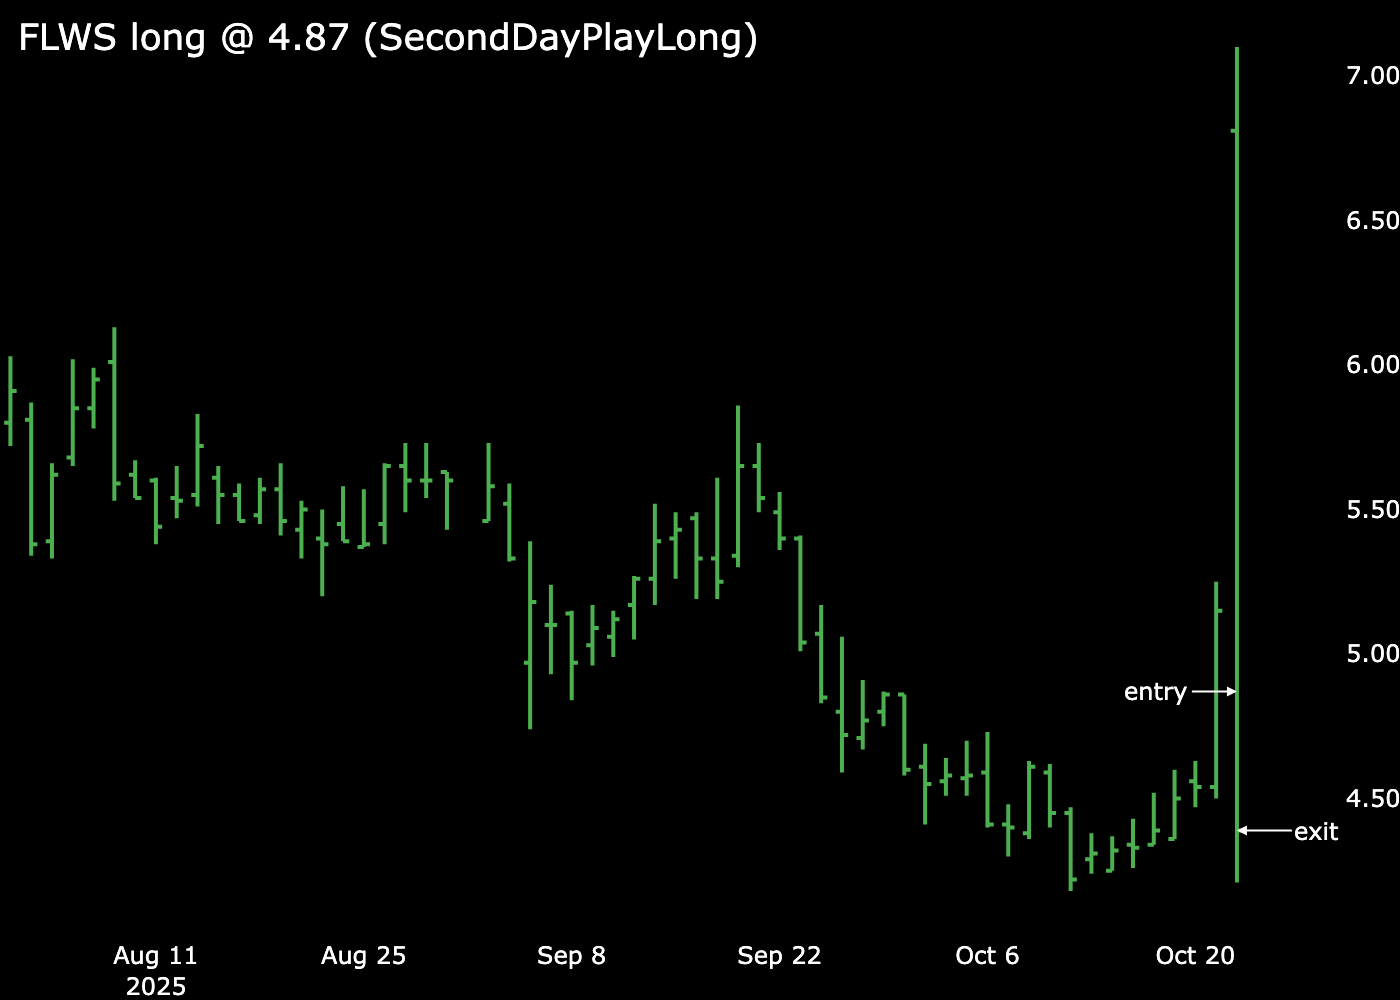 FLWS long @ 4.87 (SecondDayPlayLong)
7.00
6.50
6.00
5.50
5.00
entry
4.50
exit
Aug 11
2025
Aug 25
Sep 8
Sep 22
Oct 6
Oct 20